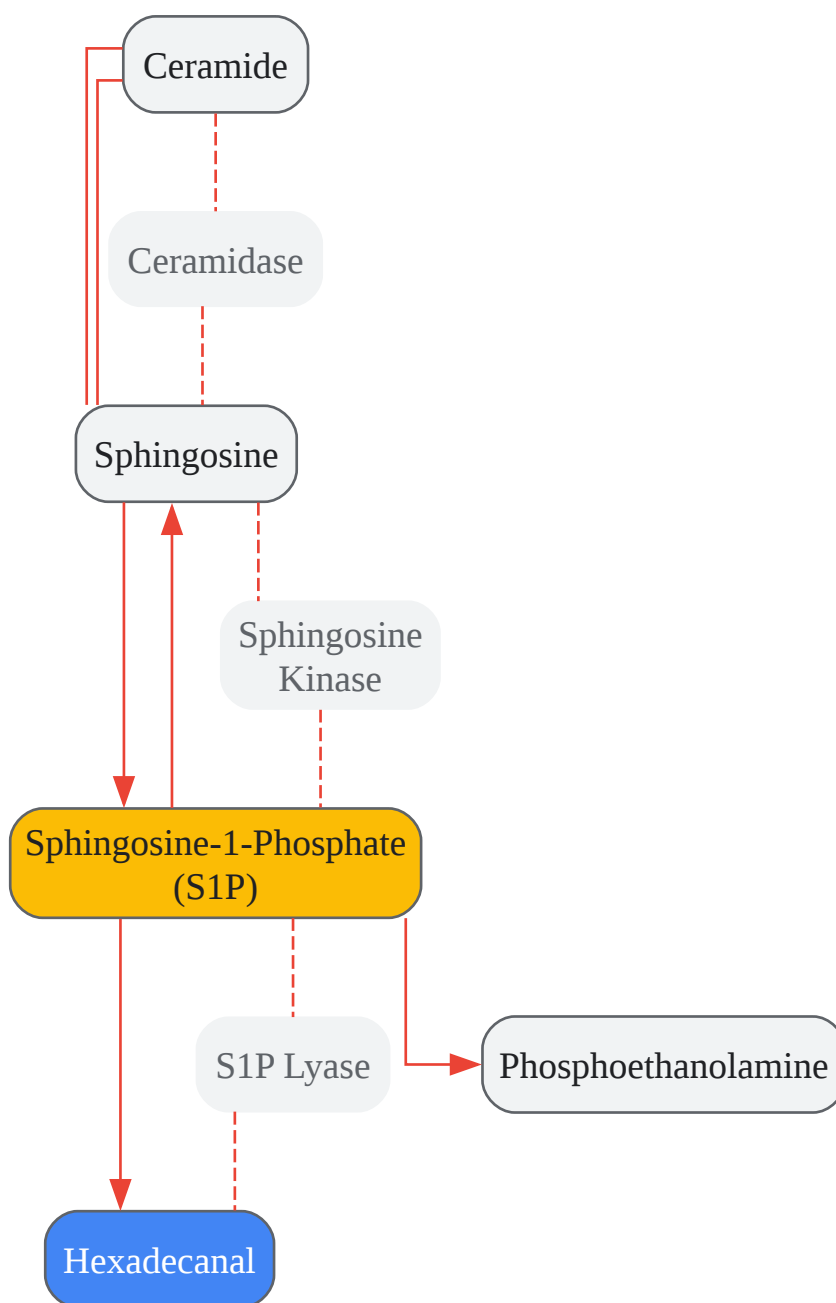 Ceramide
Ceramidase
Sphingosine
Sphingosine
Kinase
Sphingosine-1-Phosphate
(S1P)
S1P Lyase
Phosphoethanolamine
Hexadecanal